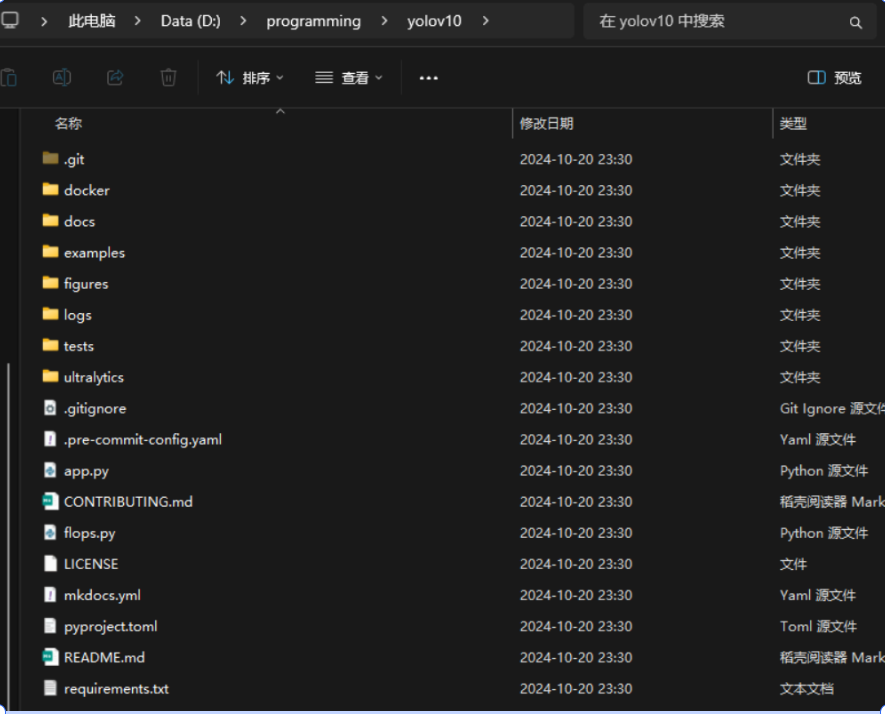 此电脑 > Data (D:) > programming > yolov10 > 在 yolov10 中搜索
排序 查看 ... 预览
名称 修改日期 类型
.git 2024-10-20 23:30 文件夹
docker 2024-10-20 23:30 文件夹
docs 2024-10-20 23:30 文件夹
examples 2024-10-20 23:30 文件夹
figures 2024-10-20 23:30 文件夹
logs 2024-10-20 23:30 文件夹
tests 2024-10-20 23:30 文件夹
ultralytics 2024-10-20 23:30 文件夹
.gitignore 2024-10-20 23:30 Git Ignore 源文件
.pre-commit-config.yaml 2024-10-20 23:30 Yaml 源文件
app.py 2024-10-20 23:30 Python 源文件
CONTRIBUTING.md 2024-10-20 23:30 稻壳阅读器 Mark
flops.py 2024-10-20 23:30 Python 源文件
LICENSE 2024-10-20 23:30 文件
mkdocs.yml 2024-10-20 23:30 Yaml 源文件
pyproject.toml 2024-10-20 23:30 Toml 源文件
README.md 2024-10-20 23:30 稻壳阅读器 Mark
requirements.txt 2024-10-20 23:30 文本文档